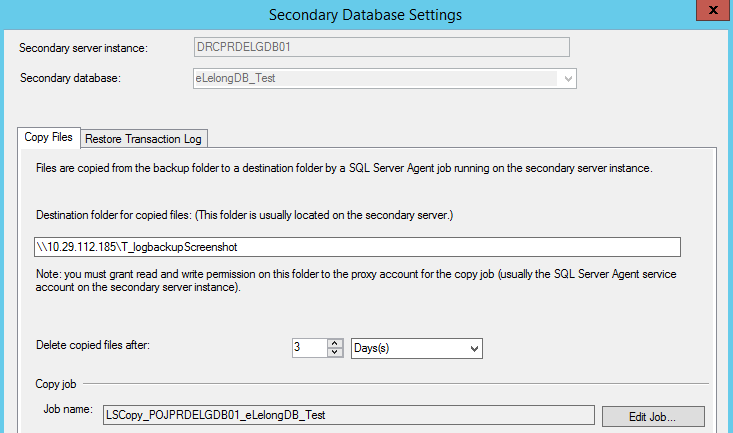 Secondary Database Settings
x
Secondary server instance:
DRCPRDELGDB01
Secondary database:
eLelongDB_Test
Copy Files
Restore Transaction Log
Files are copied from the backup folder to a destination folder by a SQL Server Agent job running on the secondary server instance.
Destination folder for copied files: (This folder is usually located on the secondary server.)
\\10.29.112.185\T_logbackupScreenshot
Note: you must grant read and write permission on this folder to the proxy account for the copy job (usually the SQL Server Agent service
account on the secondary server instance).
Delete copied files after:
3
Days(s)
Copy job
Job name:
LSCopy_POJPRDELGDB01_eLelongDB_Test
Edit Job...